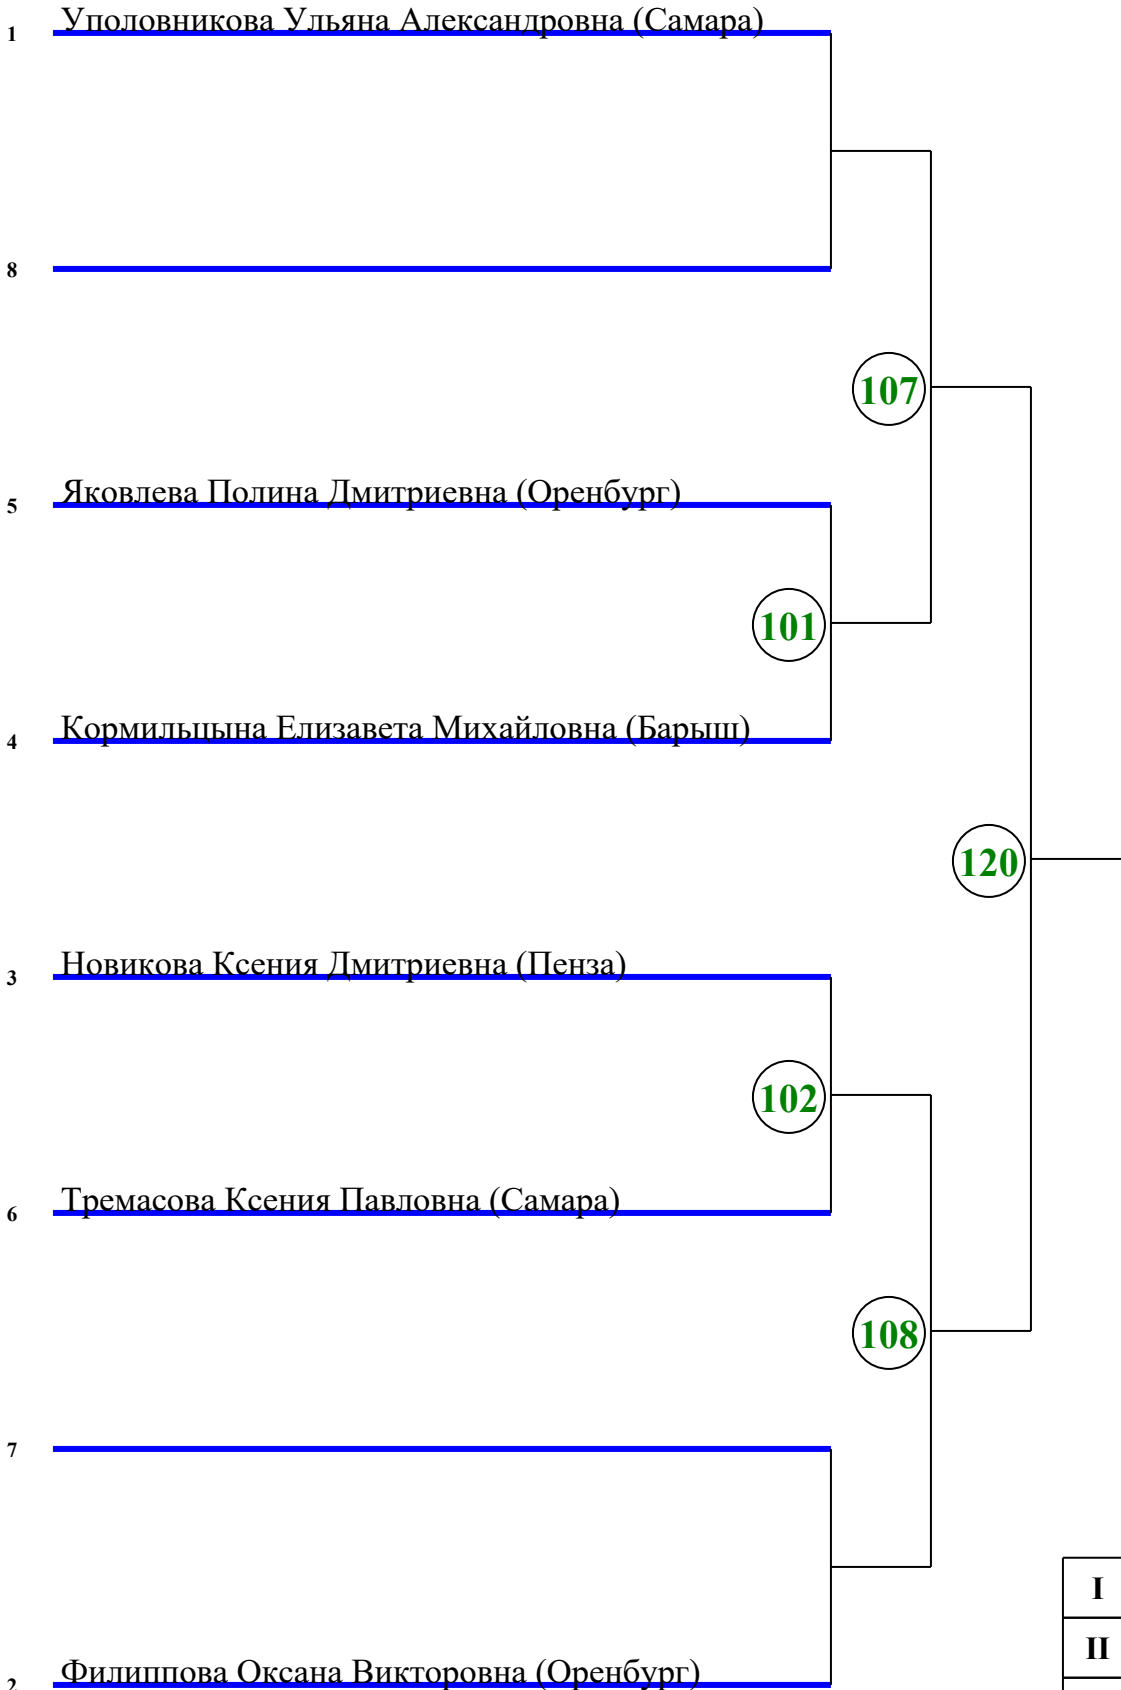 1 Уполовникова Ульяна Александровна (Самара)
8
107
5 Яковлева Полина Дмитриевна (Оренбург)
101
4 Кормильцына Елизавета Михайловна (Барыш)
120
3 Новикова Ксения Дмитриевна (Пенза)
102
6 Тремасова Ксения Павловна (Самара)
108
7
I
II
2 Филиппова Оксана Викторовна (Оренбург)